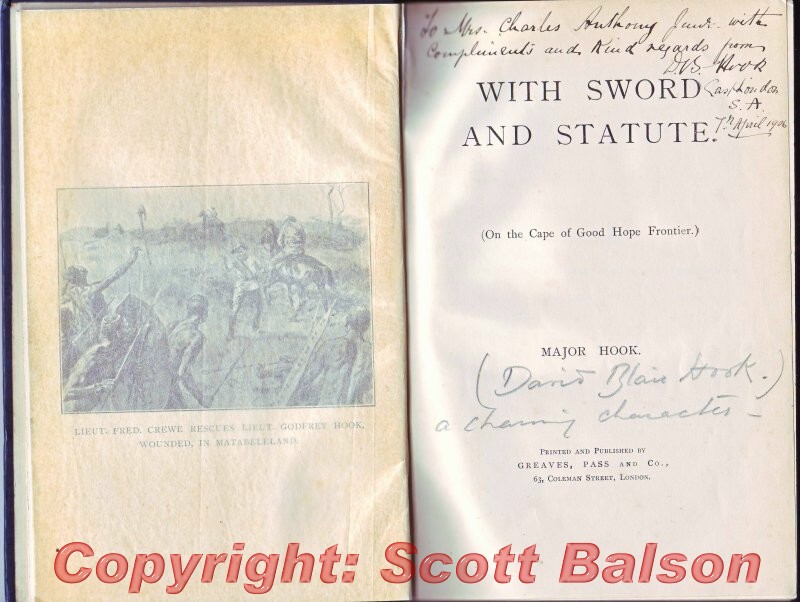 LIEUT. FRED. CREWE RESCUES LIEUT. GODFREY HOOK,
WOUNDED, IN MATABELELAND.
To Mrs. Charles Anthony Junr. with
Compliments and Kind regards from
D.B. Hook
East London
S. A.
7th April 1906
WITH SWORD
AND STATUTE.
(On the Cape of Good Hope Frontier.)
MAJOR HOOK.
(David Blair Hook.)
a charming character –
PRINTED AND PUBLISHED BY
GREAVES, PASS AND CO.,
63, COLEMAN STREET, LONDON.
Copyright: Scott Balson